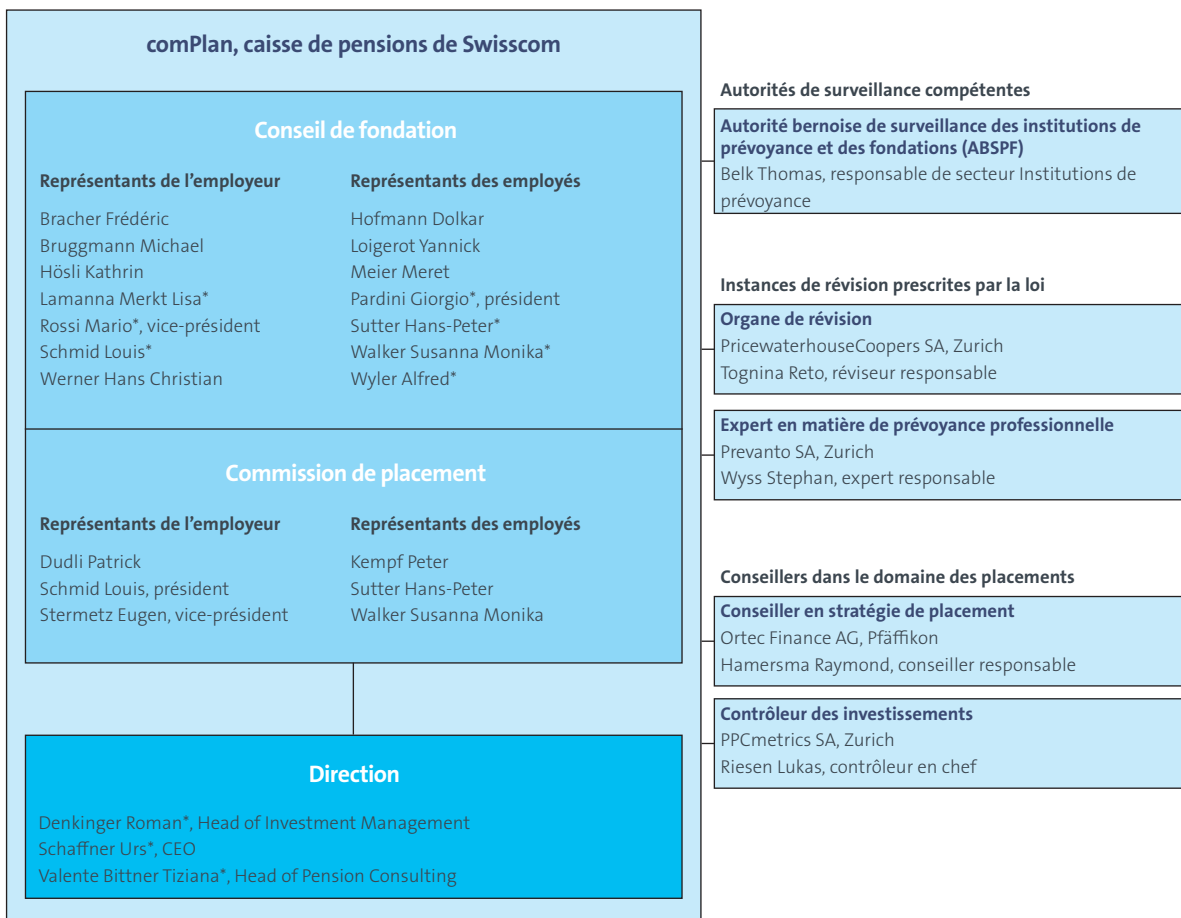 comPlan, caisse de pensions de Swisscom
Conseil de fondation
Représentants de l'employeur
Bracher Frédéric
Bruggmann Michael
Hösli Kathrin
Lamanna Merkt Lisa*
Rossi Mario*, vice-président
Schmid Louis*
Werner Hans Christian
Représentants des employés
Hofmann Dolkar
Loigerot Yannick
Meier Meret
Pardini Giorgio*, président
Sutter Hans-Peter*
Walker Susanna Monika*
Wyler Alfred*
Commission de placement
Représentants de l'employeur
Dudli Patrick
Schmid Louis, président
Stermetz Eugen, vice-président
Représentants des employés
Kempf Peter
Sutter Hans-Peter
Walker Susanna Monika
Direction
Denkinger Roman*, Head of Investment Management
Schaffner Urs*, CEO
Valente Bittner Tiziana*, Head of Pension Consulting
Autorités de surveillance compétentes
Autorité bernoise de surveillance des institutions de
prévoyance et des fondations (ABSPF)
Belk Thomas, responsable de secteur Institutions de
prévoyance
Instances de révision prescrites par la loi
Organe de révision
PricewaterhouseCoopers SA, Zurich
Tognina Reto, réviseur responsable
Expert en matière de prévoyance professionnelle
Prevanto SA, Zurich
Wyss Stephan, expert responsable
Conseillers dans le domaine des placements
Conseiller en stratégie de placement
Ortec Finance AG, Pfäffikon
Hamersma Raymond, conseiller responsable
Contrôleur des investissements
PPCmetrics SA, Zurich
Riesen Lukas, contrôleur en chef